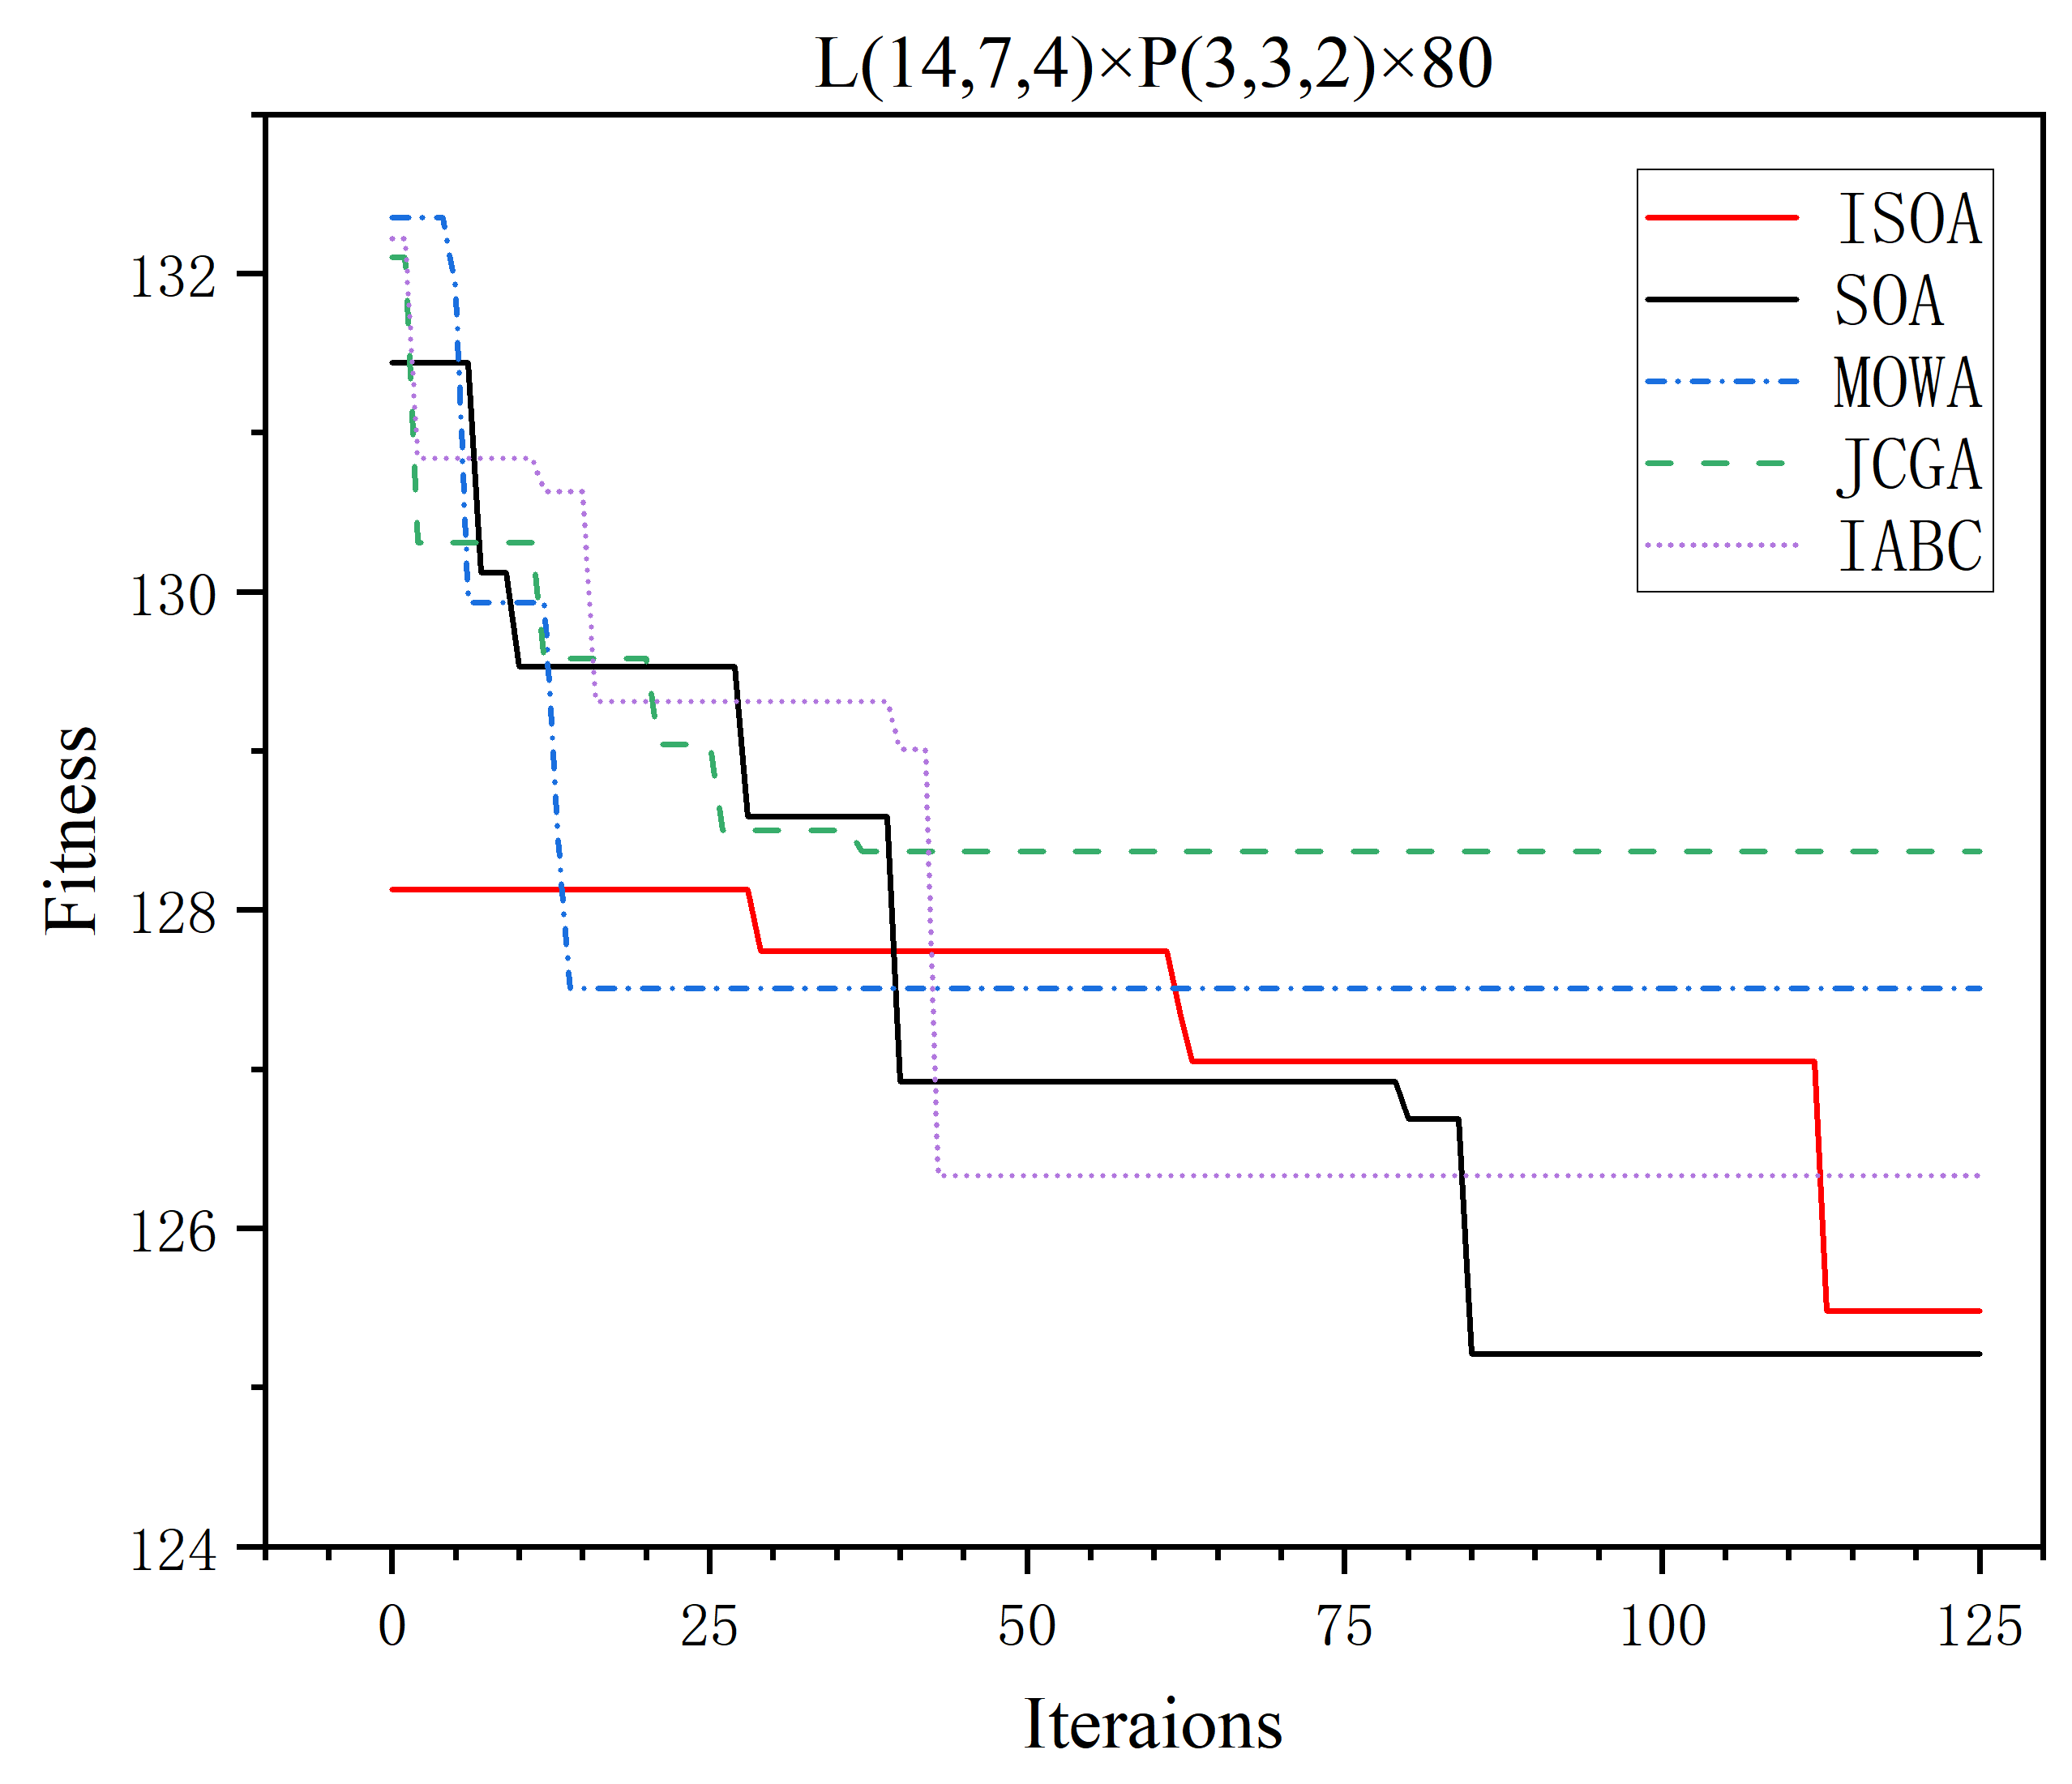 L(14,7,4)×P(3,3,2)×80
ISOA
SOA
MOWA
JCGA
IABC
Fitness
132
130
128
126
124
0 25 50 75 100 125
Iteraions